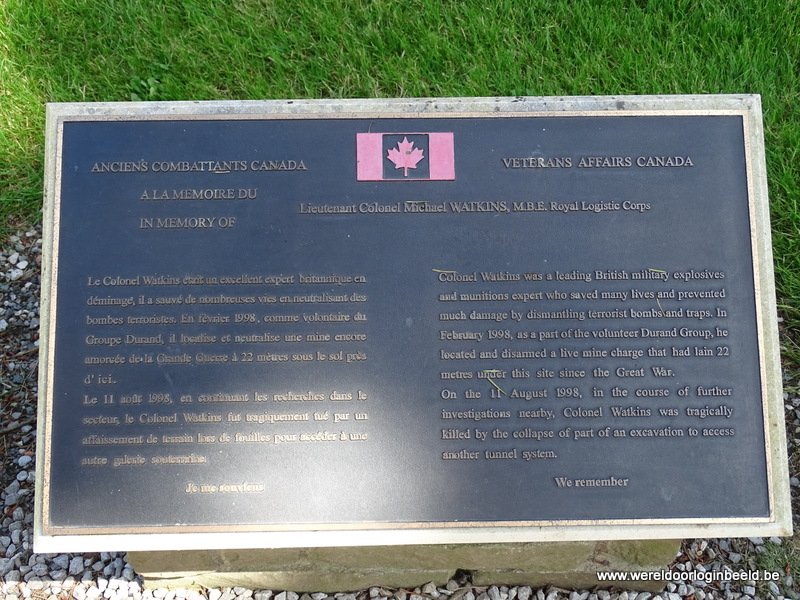 ANCIENS COMBATTANTS CANADA
VETERANS AFFAIRS CANADA
A LA MEMOIRE DU
IN MEMORY OF
Lieutenant Colonel Michael WATKINS, M.B.E. Royal Logistic Corps
Le Colonel Watkins était un excellent expert britannique en
déminage, il a sauvé de nombreuses vies en neutralisant des
bombes terroristes. En février 1998, comme volontaire du
Groupe Durand, il localise et neutralise une mine encore
amorcée de la Grande Guerre à 22 mètres sous le sol près
d' ici.
Le 11 août 1998, en continuant les recherches dans le
secteur, le Colonel Watkins fut tragiquement tué par un
affaissement de terrain lors de fouilles pour accéder à une
autre galerie souterraine.
Je me souviens
Colonel Watkins was a leading British military explosives
and munitions expert who saved many lives and prevented
much damage by dismantling terrorist bombs and traps. In
February 1998, as a part of the volunteer Durand Group, he
located and disarmed a live mine charge that had lain 22
metres under this site since the Great War.
On the 11 August 1998, in the course of further
investigations nearby, Colonel Watkins was tragically
killed by the collapse of part of an excavation to access
another tunnel system.
We remember
www.wereldoorloginbeeld.be